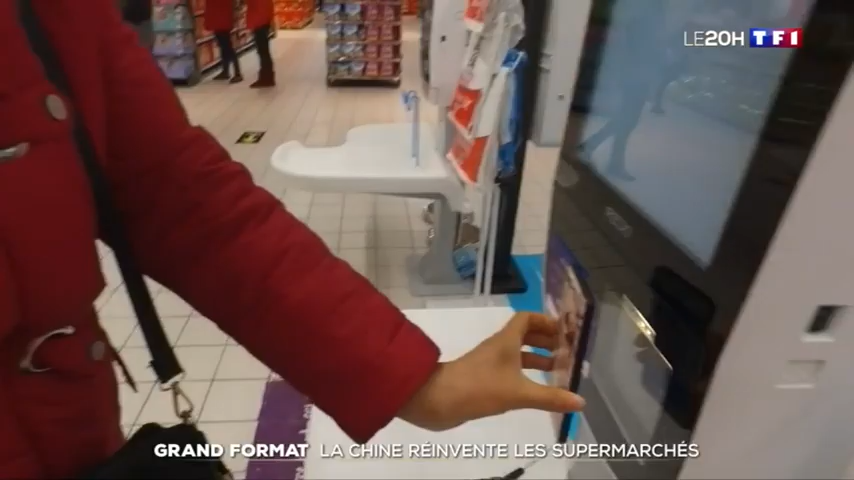 LE20H TF1
GRAND FORMAT LA CHINE RÉINVENTE LES SUPERMARCHÉS